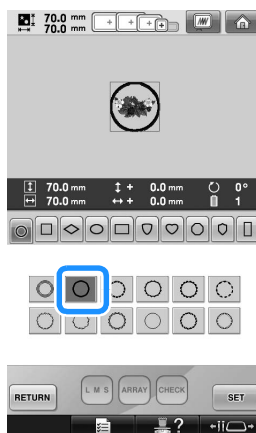 70.0 mm
70.0 mm
70.0 mm + 0.0 mm 0°
70.0 mm + 0.0 mm 1
L M S ARRAY CHECK
RETURN SET
?